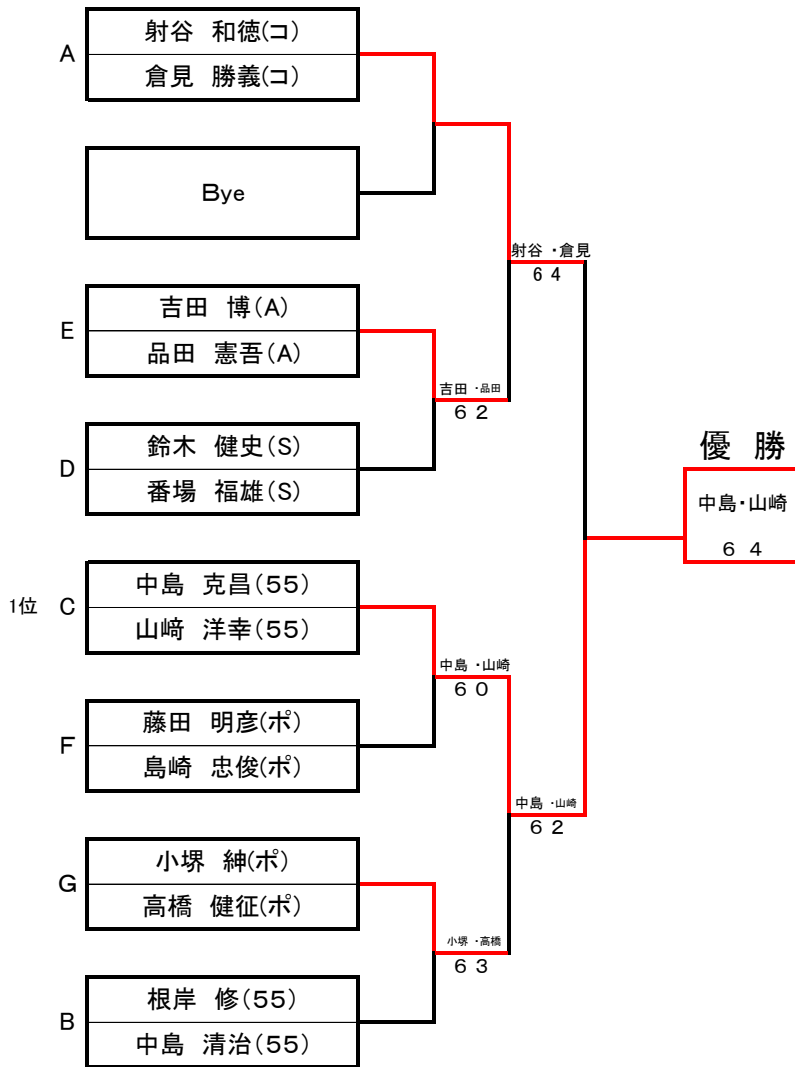 射谷 和徳(コ)
A
倉見 勝義(コ)
Bye
射谷・倉見
6 4
吉田 博(A)
E
品田 憲吾(A)
吉田・品田
6 2
鈴木 健史(S)
D
番場 福雄(S)
優 勝
中島・山崎
6 4
中島 克昌(55)
1位 C
山﨑 洋幸(55)
中島・山崎
6 0
藤田 明彦(ポ)
F
島崎 忠俊(ポ)
中島・山崎
6 2
小堺 紳(ポ)
G
高橋 健征(ポ)
小堺・高橋
6 3
根岸 修(55)
B
中島 清治(55)